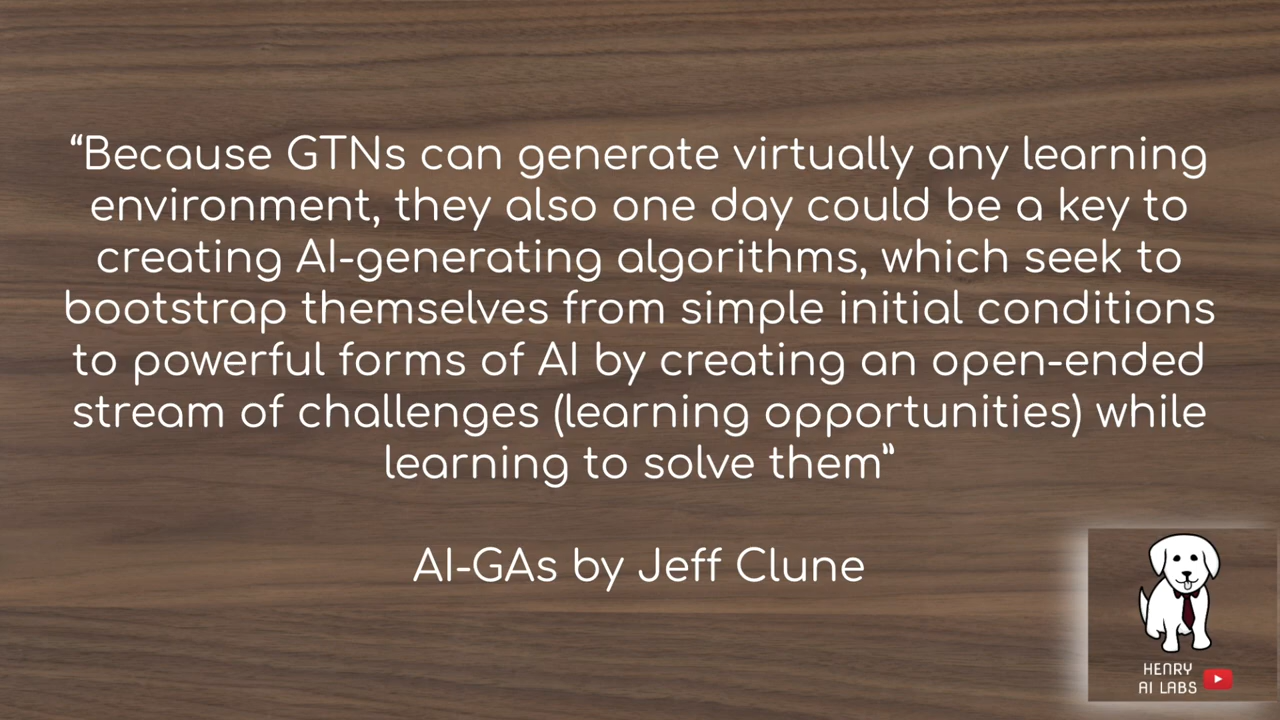 “Because GTNs can generate virtually any learning
environment, they also one day could be a key to
creating AI-generating algorithms, which seek to
bootstrap themselves from simple initial conditions
to powerful forms of AI by creating an open-ended
stream of challenges (learning opportunities) while
learning to solve them”
AI-GAs by Jeff Clune
HENRY
AI LABS